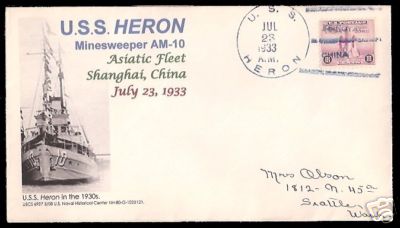 U.S.S. HERON
Minesweeper AM-10
Asiatic Fleet
Shanghai, China
July 23, 1933
U. S. S.
JUL
23
1933
A.M.
HERON
CHINA
U.S.S. Heron in the 1930s.
Mrs Olson
1812-N. 45th
Seattle,
Wash